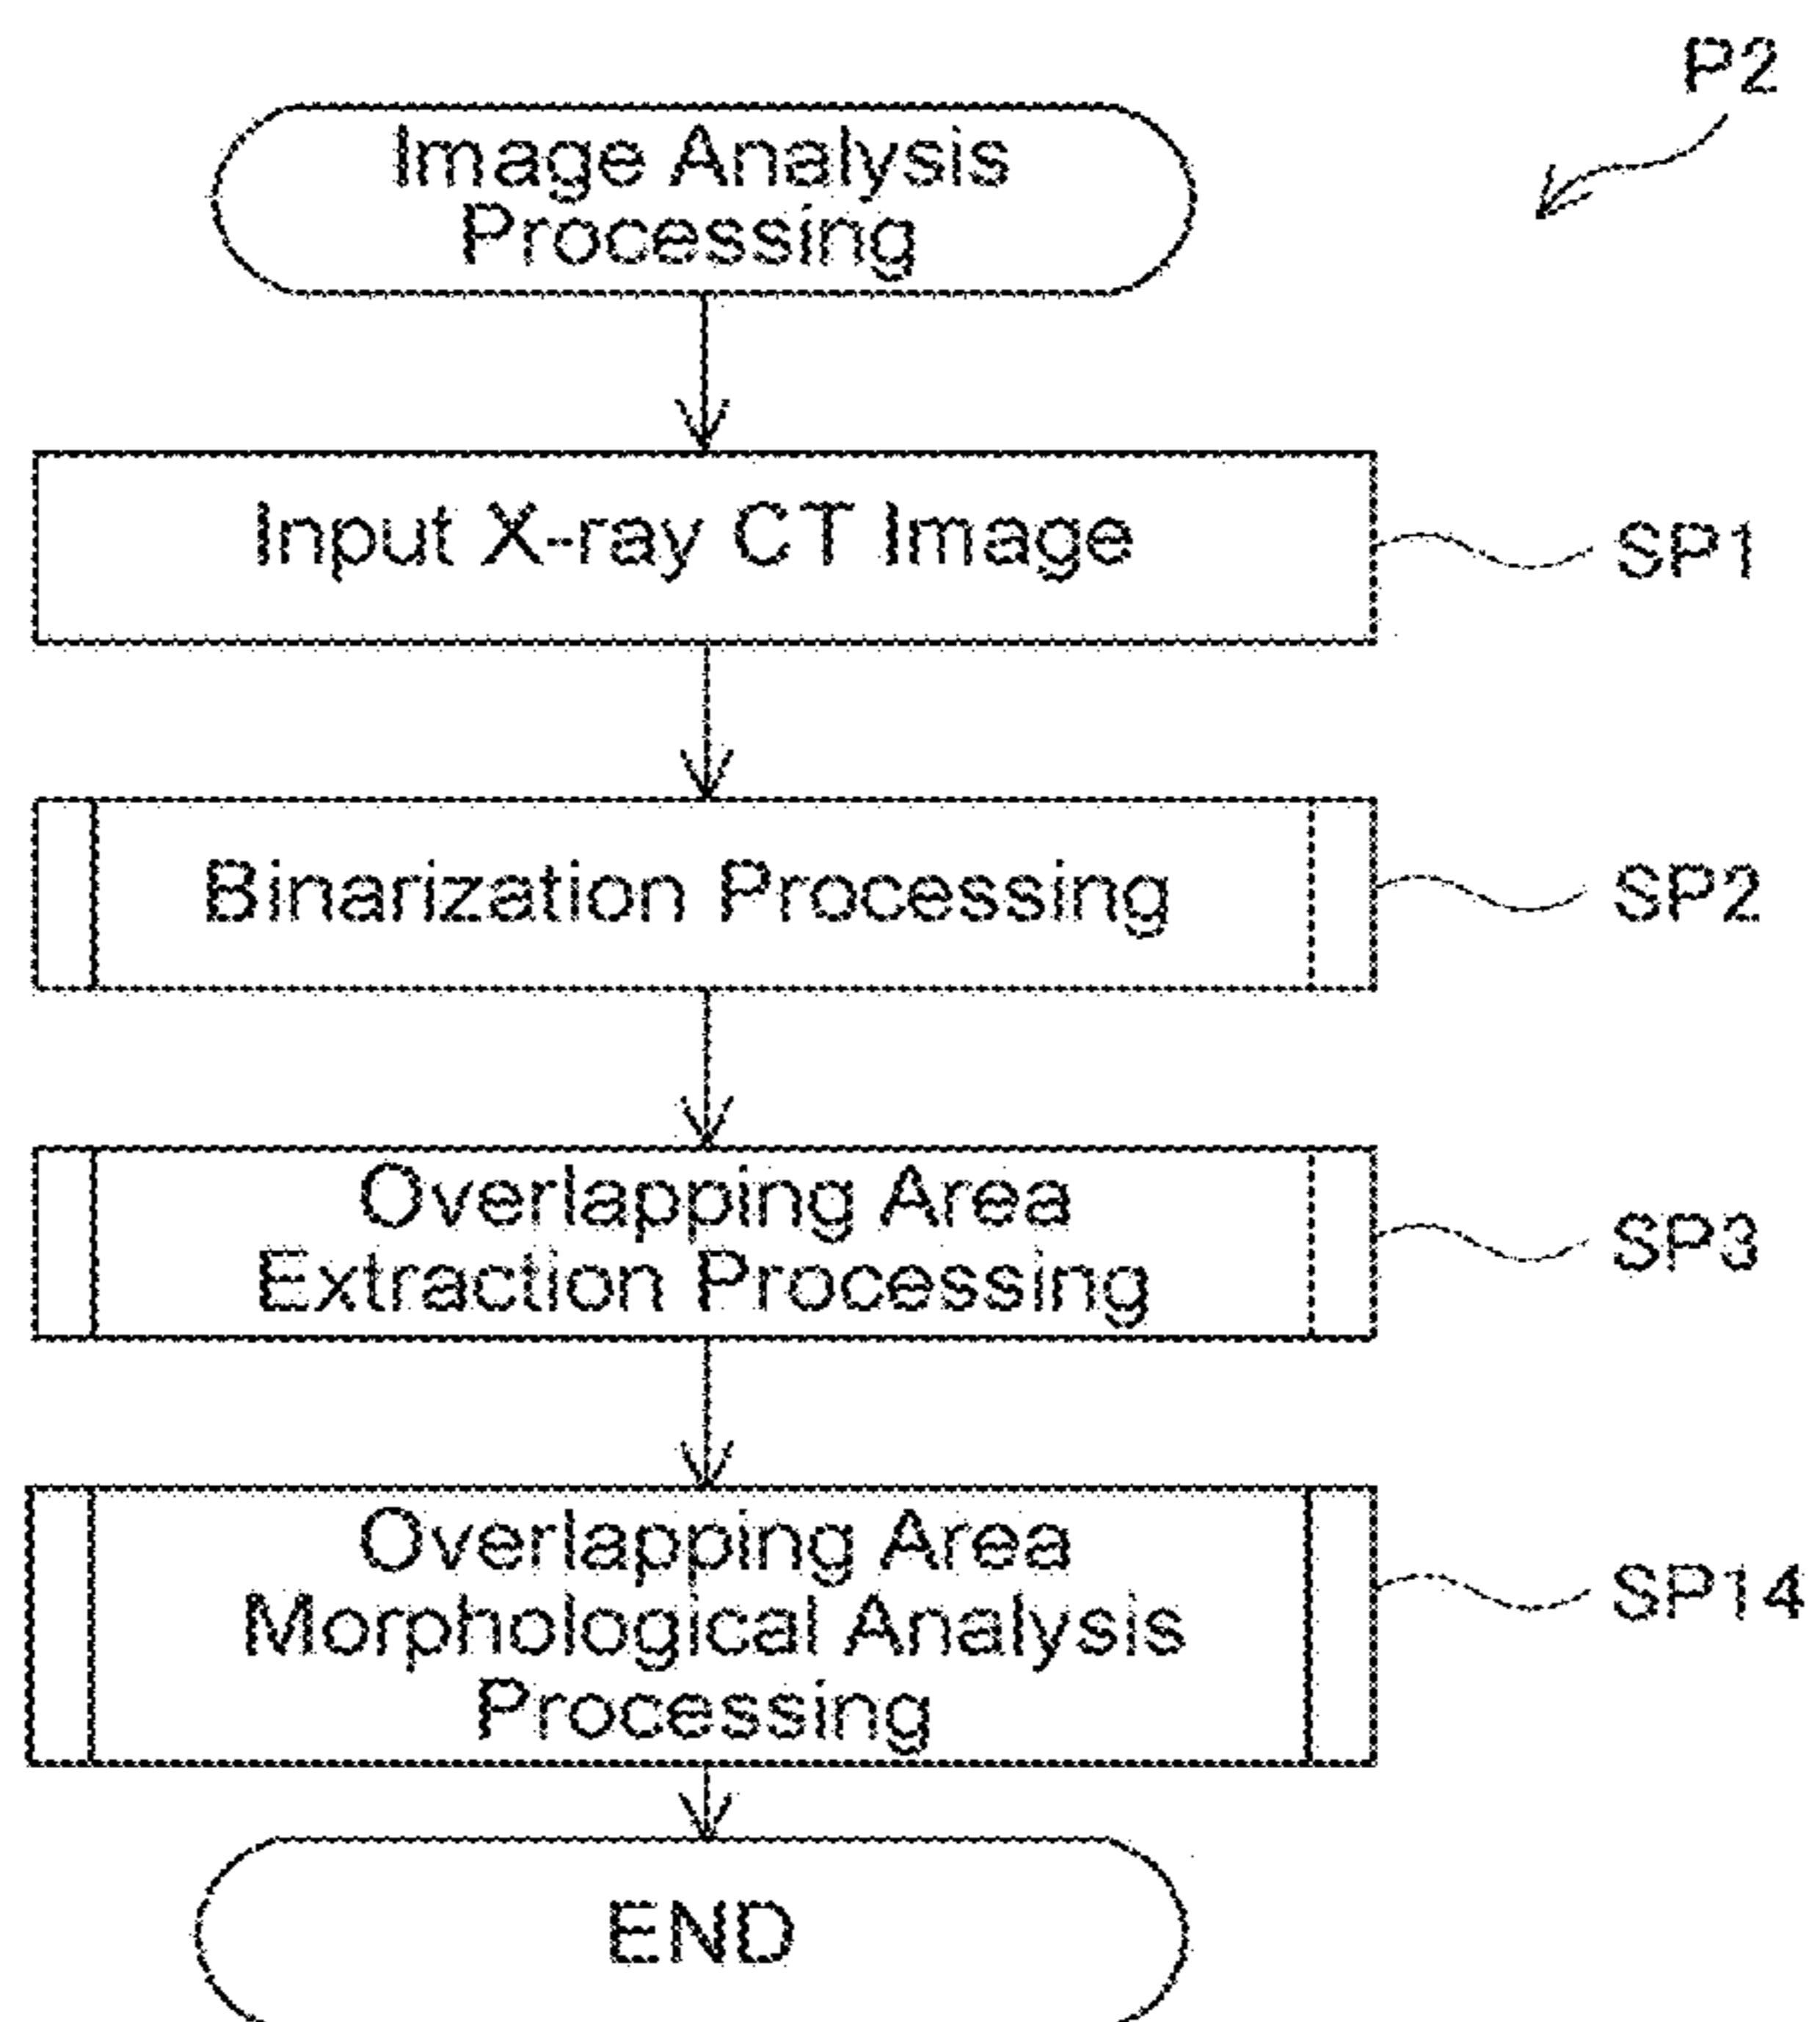 P2
Image Analysis
Processing
Input X-ray CT Image
SP1
Binarization Processing
SP2
Overlapping Area
Extraction Processing
SP3
Overlapping Area
Morphological Analysis
Processing
SP14
END